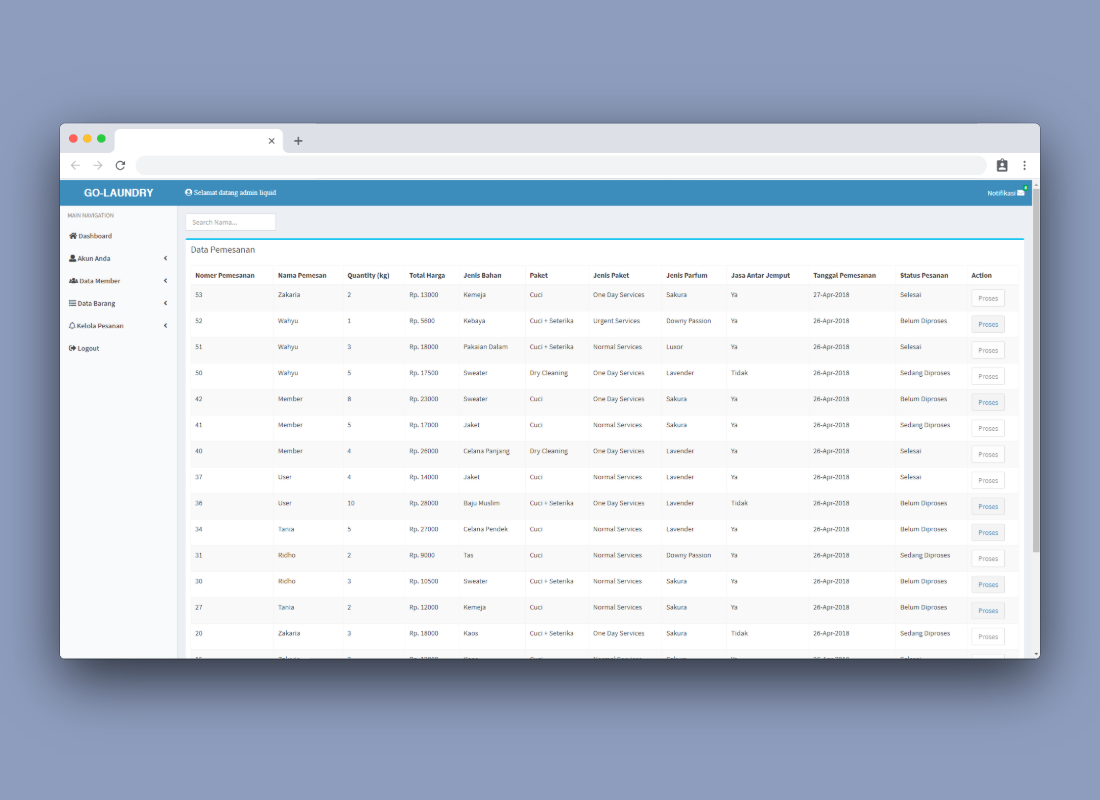 GO-LAUNDRY Selamat datang admin liquid Notifikasi
MAIN NAVIGATION
Dashboard
Akun Anda
Data Member
Data Barang
Kelola Pesanan
Logout
Search Nama...
Data Pemesanan
Nomer Pemesanan Nama Pemesan Quantity (kg) Total Harga Jenis Bahan Paket Jenis Paket Jenis Parfum Jasa Antar Jemput Tanggal Pemesanan Status Pesanan Action
53 Zakaria 2 Rp. 13000 Kemeja Cuci One Day Services Sakura Ya 27-Apr-2018 Selesai Proses
52 Wahyu 1 Rp. 5600 Kebaya Cuci + Seterika Urgent Services Downy Passion Ya 26-Apr-2018 Belum Diproses Proses
51 Wahyu 3 Rp. 18000 Pakaian Dalam Cuci + Seterika Normal Services Luxor Ya 26-Apr-2018 Selesai Proses
50 Wahyu 5 Rp. 17500 Sweater Dry Cleaning One Day Services Lavender Tidak 26-Apr-2018 Sedang Diproses Proses
42 Member 8 Rp. 23000 Sweater Cuci One Day Services Sakura Ya 26-Apr-2018 Belum Diproses Proses
41 Member 5 Rp. 17000 Jaket Cuci Normal Services Sakura Ya 26-Apr-2018 Sedang Diproses Proses
40 Member 4 Rp. 26000 Celana Panjang Dry Cleaning One Day Services Lavender Ya 26-Apr-2018 Selesai Proses
37 User 4 Rp. 14000 Jaket Cuci Normal Services Lavender Ya 26-Apr-2018 Selesai Proses
36 User 10 Rp. 28000 Baju Muslim Cuci + Seterika One Day Services Lavender Tidak 26-Apr-2018 Belum Diproses Proses
34 Tania 5 Rp. 27000 Celana Pendek Cuci Normal Services Lavender Ya 26-Apr-2018 Belum Diproses Proses
31 Ridho 2 Rp. 9000 Tas Cuci Normal Services Downy Passion Ya 26-Apr-2018 Sedang Diproses Proses
30 Ridho 3 Rp. 10500 Sweater Cuci + Seterika Normal Services Sakura Ya 26-Apr-2018 Belum Diproses Proses
27 Tania 2 Rp. 12000 Kemeja Cuci Normal Services Sakura Ya 26-Apr-2018 Belum Diproses Proses
20 Zakaria 3 Rp. 18000 Kaos Cuci + Seterika One Day Services Sakura Tidak 26-Apr-2018 Sedang Diproses Proses